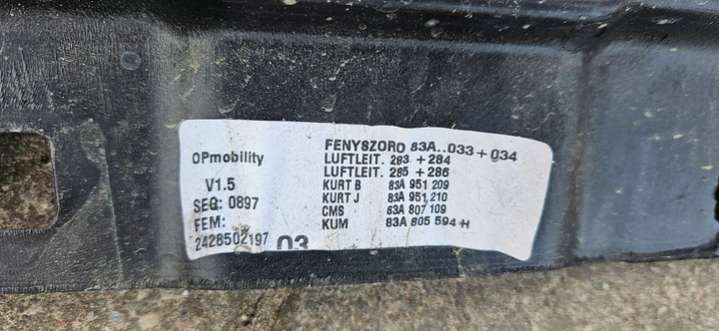 OPmobility
V1.5
SEQ: 0897
FEM:
2428502197 03
FENYSZORO 83A..033+034
LUFTLEIT. 283 +284
LUFTLEIT. 285 +286
KURT B 83A 951 209
KURT J 83A 951 210
CMS 83A 807 109
KUM 83A 805 594 H